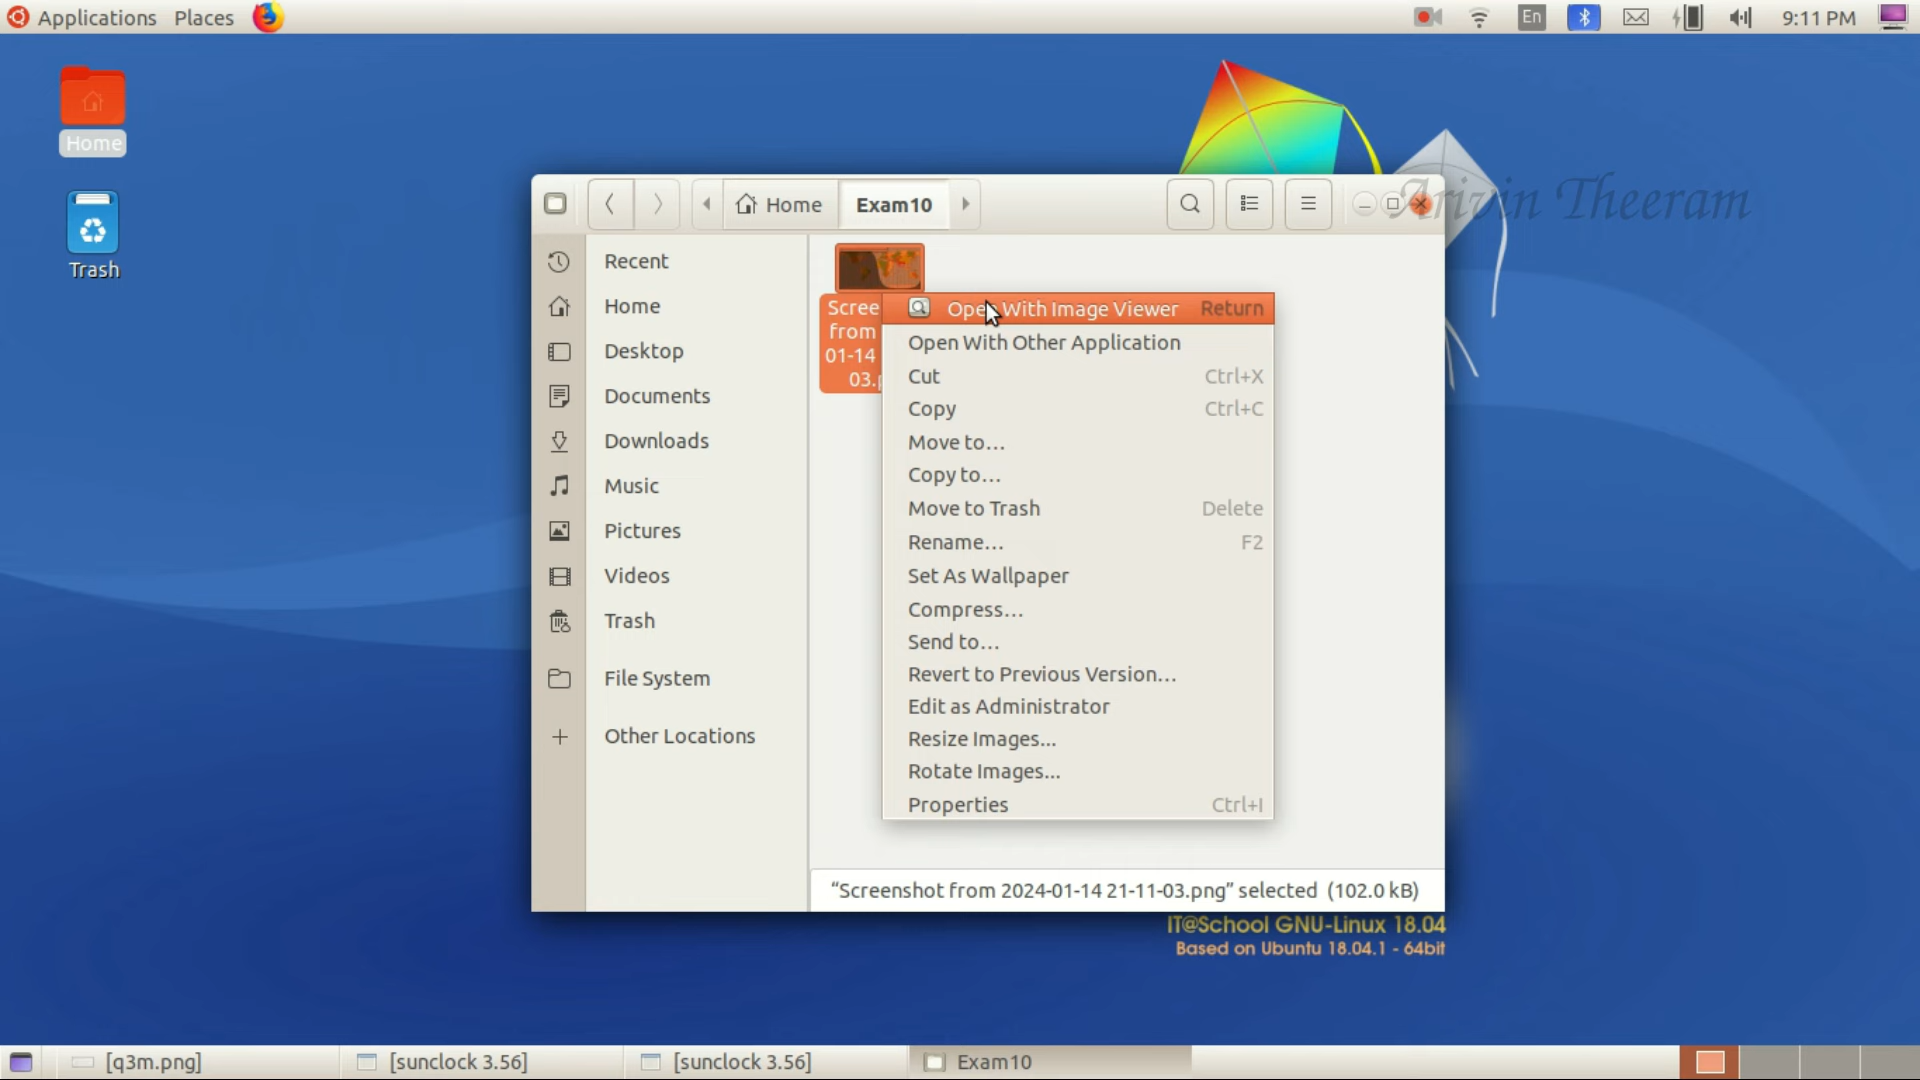 Applications Places En 9:11 PM
Home
Trash
Arivin Theeram
Home Exam10
Recent
Home
Desktop
Documents
Downloads
Music
Pictures
Videos
Trash
File System
Other Locations
Scree
from
01-14
03.
Open With Image Viewer Return
Open With Other Application
Cut Ctrl+X
Copy Ctrl+C
Move to…
Copy to…
Move to Trash Delete
Rename… F2
Set As Wallpaper
Compress…
Send to…
Revert to Previous Version…
Edit as Administrator
Resize Images...
Rotate Images...
Properties Ctrl+I
“Screenshot from 2024-01-14 21-11-03.png” selected (102.0 kB)
IT@School GNU-Linux 18.04
Based on Ubuntu 18.04.1 - 64bit
[q3m.png] [sunclock 3.56] [sunclock 3.56] Exam10